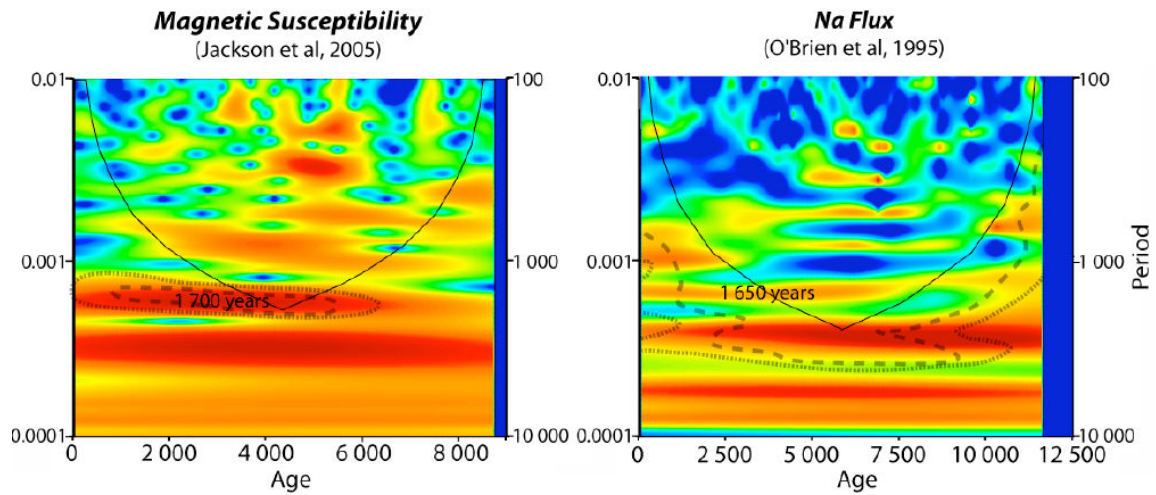 Magnetic Susceptibility
(Jackson et al, 2005)
0.01
100
0.001
1 000
1 700 years
0.0001
10 000
0
2 000
4 000
6 000
8 000
Age
Na Flux
(O'Brien et al, 1995)
0.01
100
0.001
1 000
1 650 years
Period
0.0001
10 000
0
2 500
5 000
7 500
10 000
12 500
Age